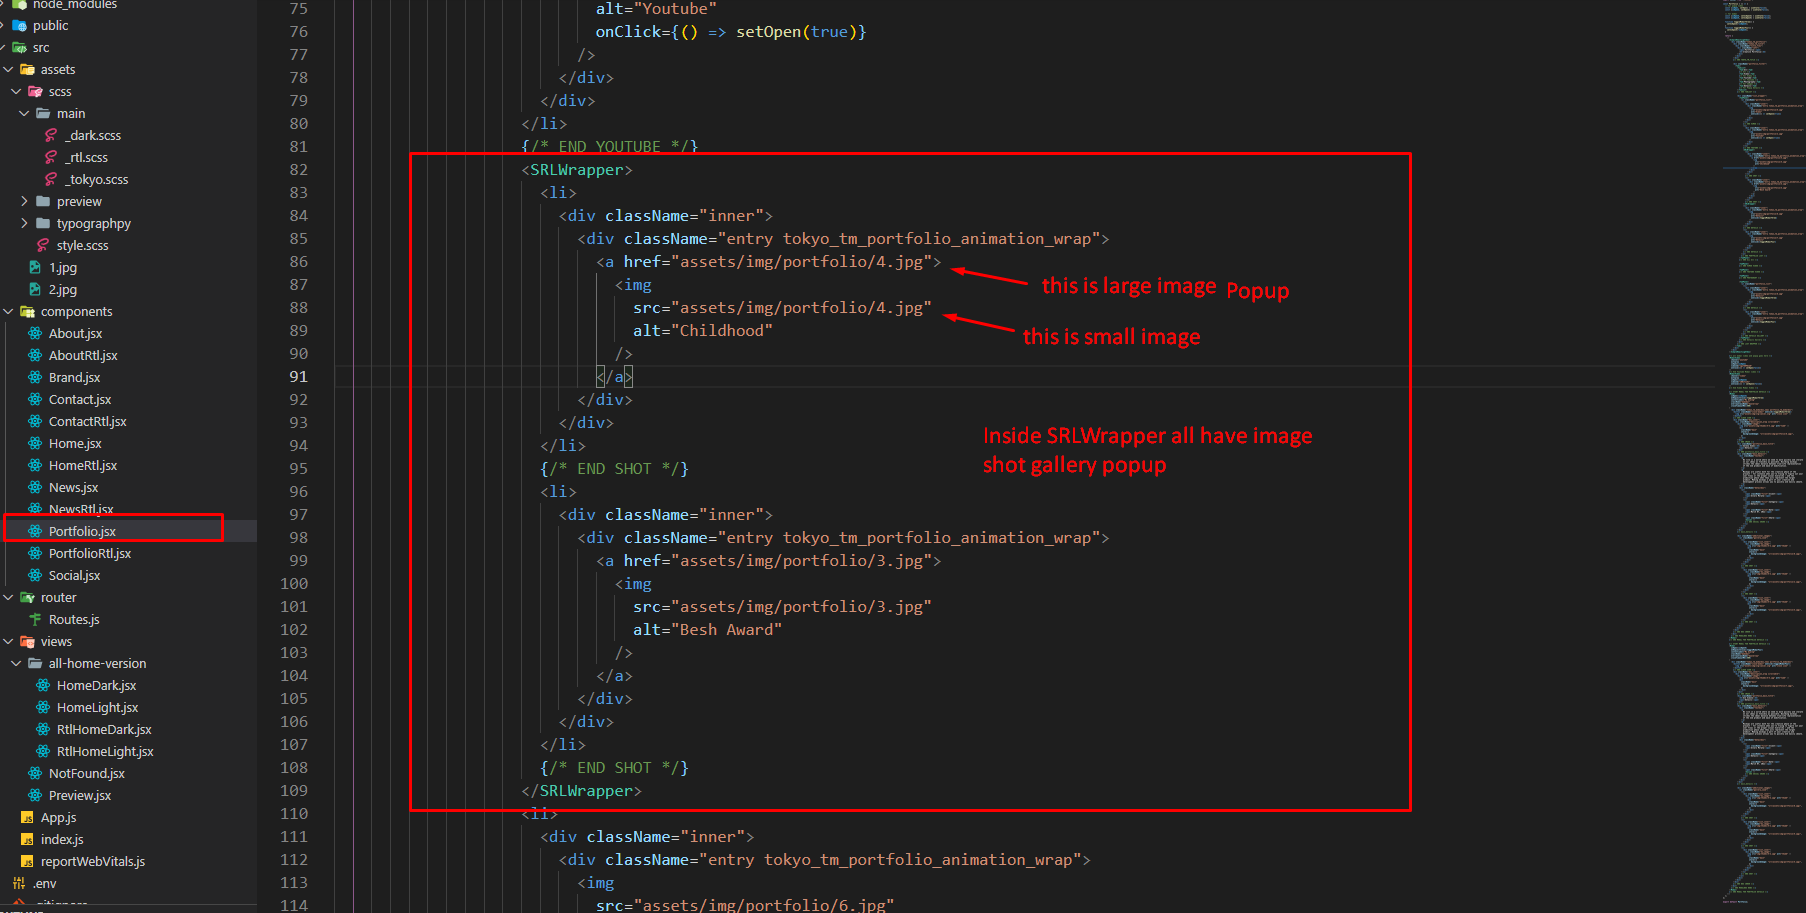 node_modules
public
src
assets
scss
main
_dark.scss
_rtl.scss
_tokyo.scss
preview
typographpy
style.scss
1.jpg
2.jpg
components
About.jsx
AboutRtl.jsx
Brand.jsx
Contact.jsx
ContactRtl.jsx
Home.jsx
HomeRtl.jsx
News.jsx
NewsRtl.jsx
Portfolio.jsx
PortfolioRtl.jsx
Social.jsx
router
Routes.js
views
all-home-version
HomeDark.jsx
HomeLight.jsx
RtlHomeDark.jsx
RtlHomeLight.jsx
NotFound.jsx
Preview.jsx
JS App.js
JS index.js
JS reportWebVitals.js
.env
.gitignore
75 alt="Youtube"
76 onClick={() => setOpen(true)}
77 />
78 </div>
79 </div>
80 </li>
81 {/* END YOUTUBE */}
82 <SRLWrapper>
83 <li>
84 <div className="inner">
85 <div className="entry tokyo_tm_portfolio_animation_wrap">
86 <a href="assets/img/portfolio/4.jpg">
this is large image Popup
87 <img
88 src="assets/img/portfolio/4.jpg"
89 alt="Childhood"
this is small image
90 />
91 </a>
92 </div>
93 </div>
94 </li>
Inside SRLWrapper all have image
shot gallery popup
95 {/* END SHOT */}
96 <li>
97 <div className="inner">
98 <div className="entry tokyo_tm_portfolio_animation_wrap">
99 <a href="assets/img/portfolio/3.jpg">
100 <img
101 src="assets/img/portfolio/3.jpg"
102 alt="Besh Award"
103 />
104 </a>
105 </div>
106 </div>
107 </li>
108 {/* END SHOT */}
109 </SRLWrapper>
110 <li>
111 <div className="inner">
112 <div className="entry tokyo_tm_portfolio_animation_wrap">
113 <img
114 src="assets/img/portfolio/6.jpg"